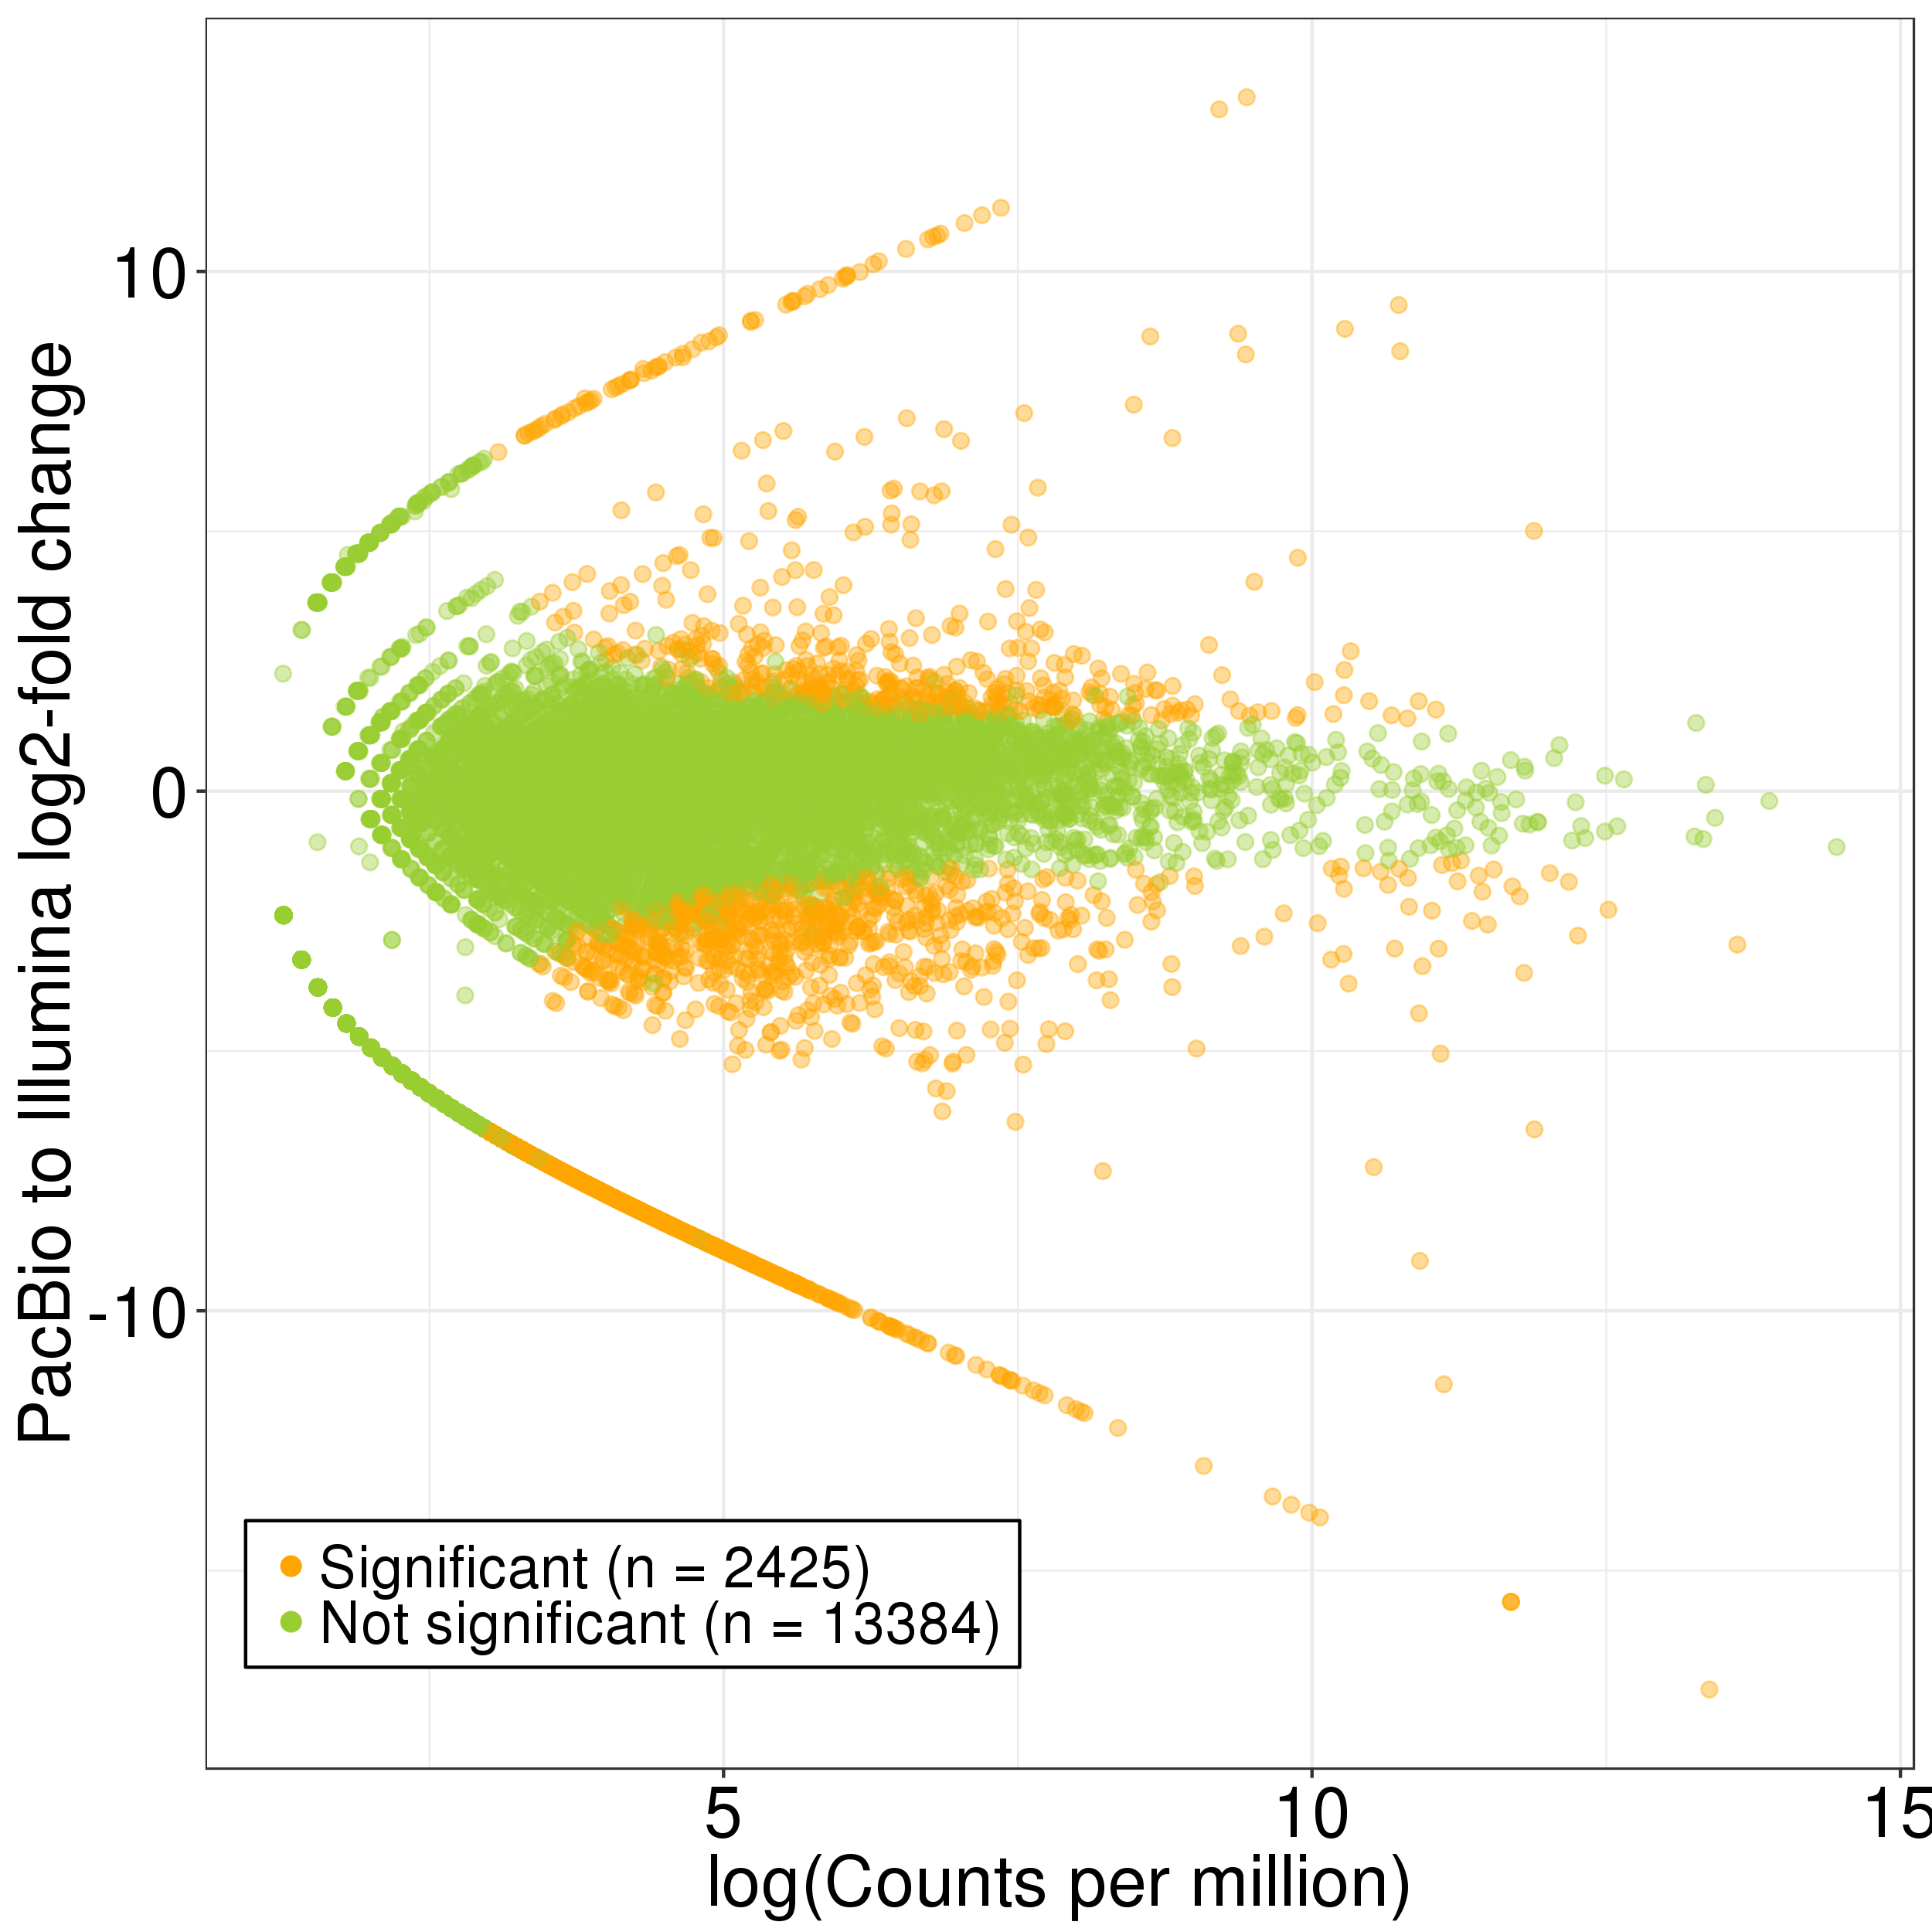 PacBio to Illumina log2-fold change
10
0
-10
Significant (n = 2425)
Not significant (n = 13384)
5
10
15
log(Counts per million)